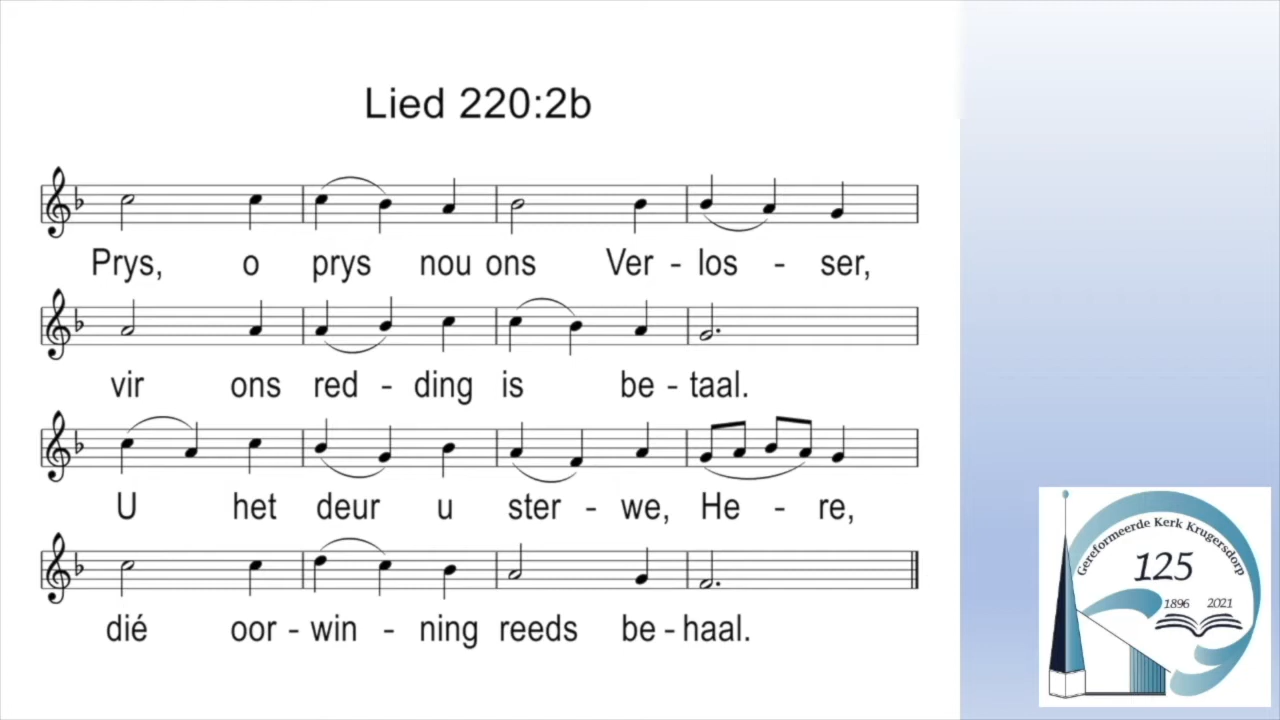 Lied 220:2b
Prys, o prys nou ons Ver - los - ser,
vir ons red - ding is be - taal.
U het deur u ster - we, He - re,
dié oor - win - ning reeds be - haal.
Gereformeerde Kerk Krugersdorp
125
1896 2021